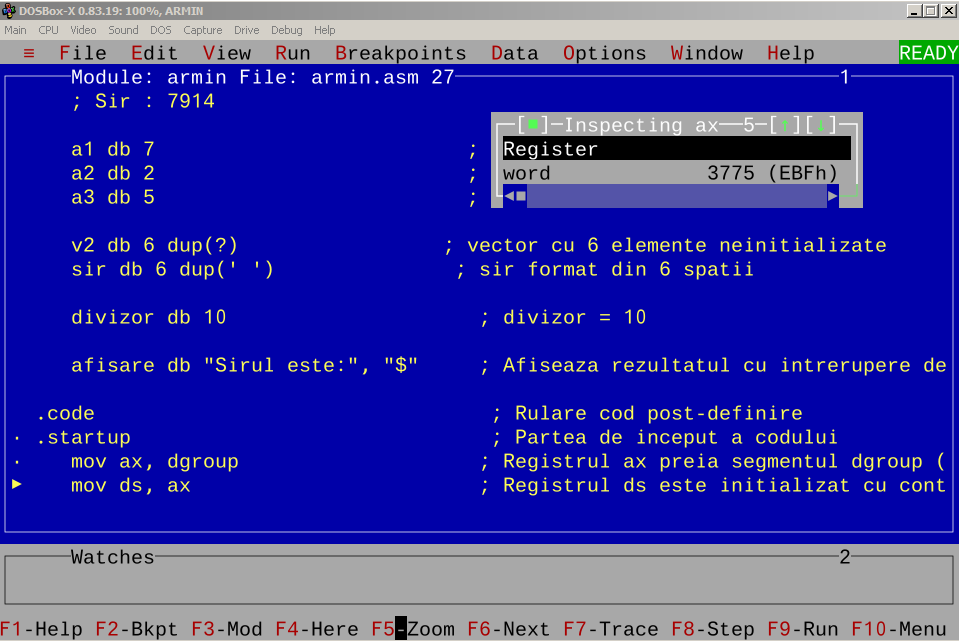 DOSBox-X 0.83.19: 100%, ARMIN
Main CPU Video Sound DOS Capture Drive Debug Help
≡ File Edit View Run Breakpoints Data Options Window Help READY
Module: armin File: armin.asm 27 1
; Sir : 7914
[■]Inspecting ax 5 [↑][↓]
a1 db 7 ; Register
a2 db 2 ; word 3775 (EBFh)
a3 db 5 ;
v2 db 6 dup(?) ; vector cu 6 elemente neinitializate
sir db 6 dup(' ') ; sir format din 6 spatii
divizor db 10 ; divizor = 10
afisare db "Sirul este:", "$" ; Afiseaza rezultatul cu intrerupere de
.code ; Rulare cod post-definire
· .startup ; Partea de inceput a codului
· mov ax, dgroup ; Registrul ax preia segmentul dgroup (
► mov ds, ax ; Registrul ds este initializat cu cont
Watches 2
F1-Help F2-Bkpt F3-Mod F4-Here F5-Zoom F6-Next F7-Trace F8-Step F9-Run F10-Menu